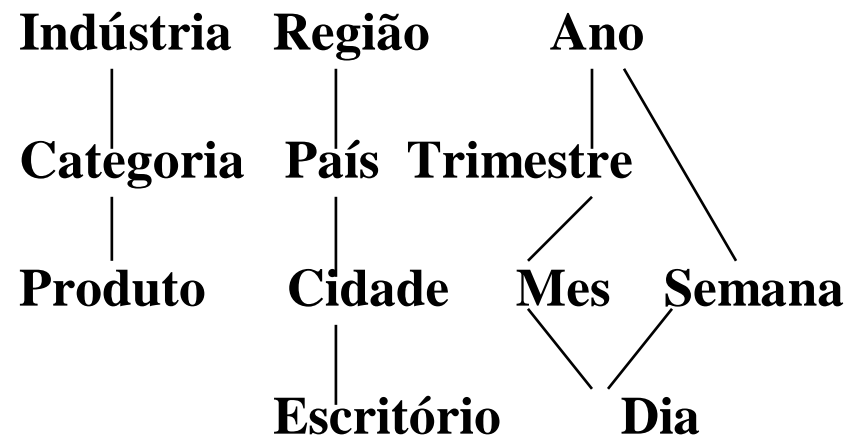 Indústria Região Ano
Categoria País Trimestre
Produto Cidade Mes Semana
Escritório Dia